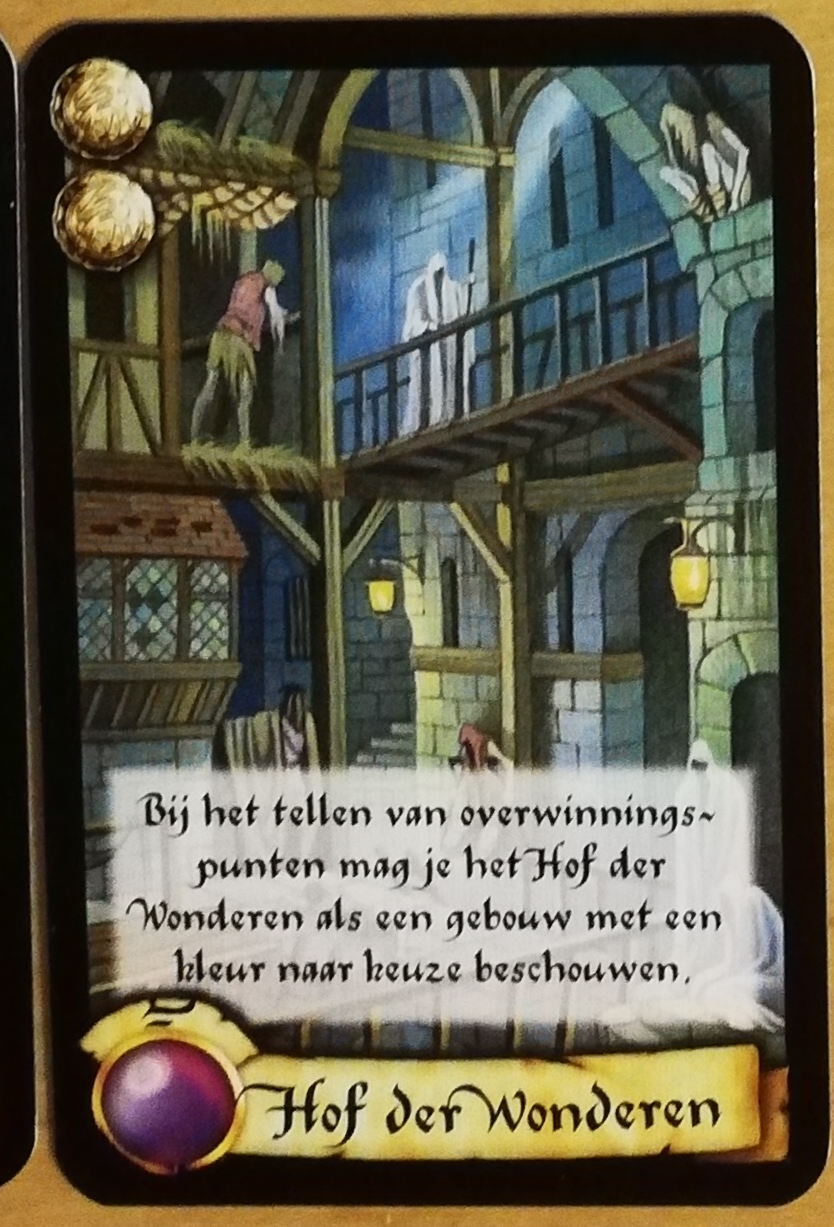 Bij het tellen van overwinnings~
punten mag je het Hof der
Wonderen als een gebouw met een
kleur naar keuze beschouwen.
Hof der Wonderen